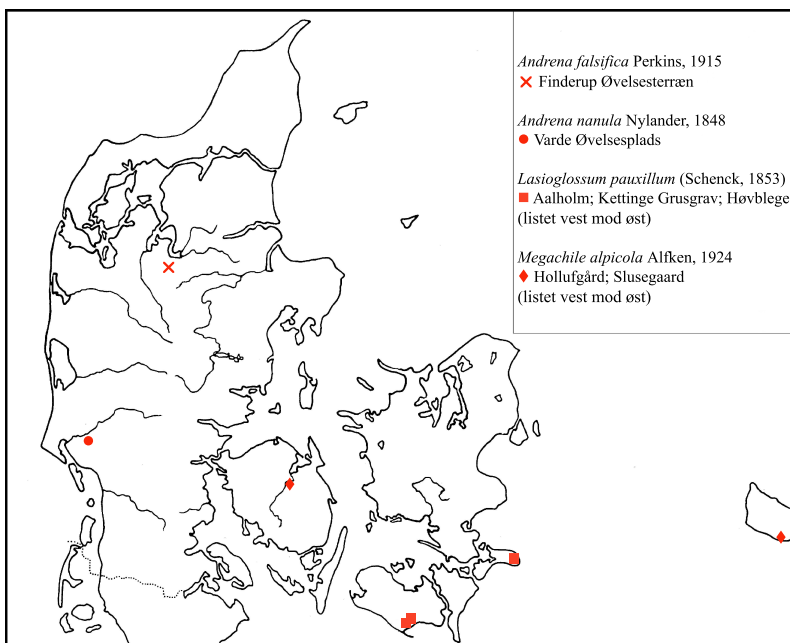 Andrena falsifica Perkins, 1915
Finderup Øvelsesterræn
Andrena nanula Nylander, 1848
Varde Øvelsesplads
Lasioglossum pauxillum (Schenck, 1853)
Aalholm; Kettinge Grusgrav; Høvblege
(listet vest mod øst)
Megachile alpicola Alfken, 1924
Hollufgård; Slusegaard
(listet vest mod øst)